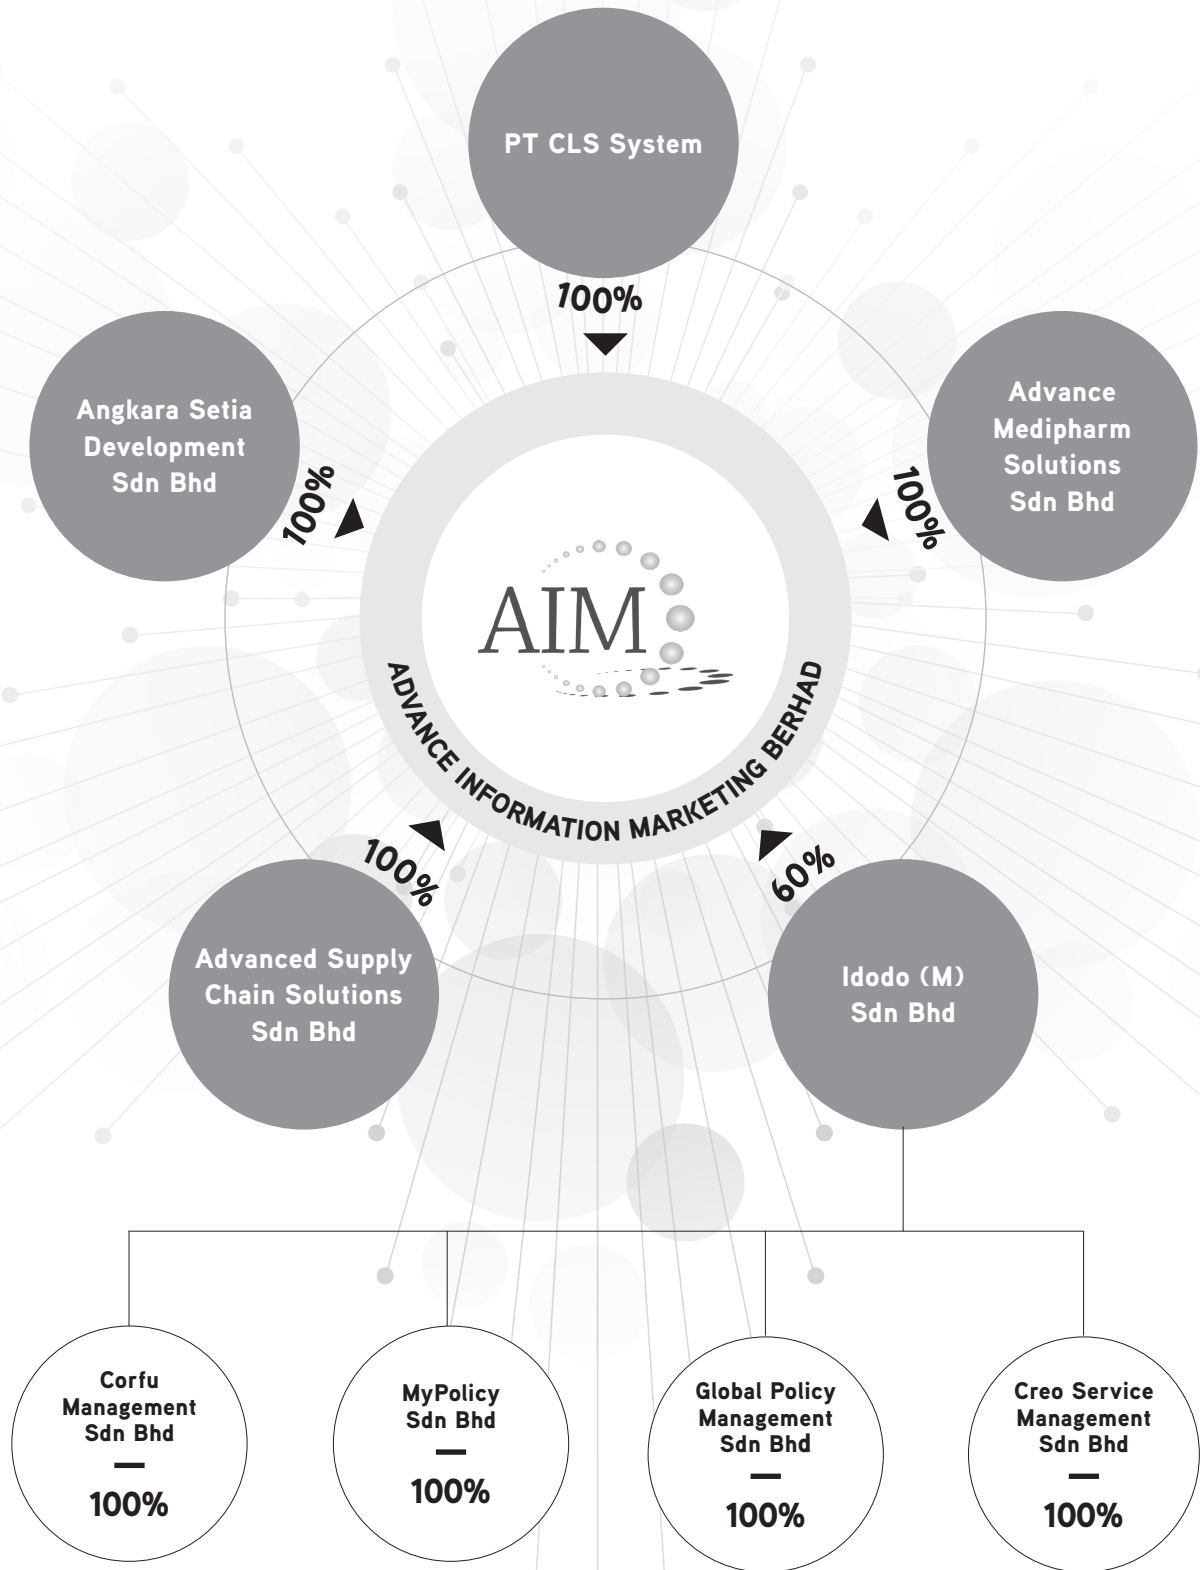 PT CLS System
100%
Angkara Setia
Development
Sdn Bhd
100%
Advance
Medipharm
Solutions
Sdn Bhd
100%
AIM
ADVANCE INFORMATION MARKETING BERHAD
Advanced Supply
Chain Solutions
Sdn Bhd
100%
Idodo (M)
Sdn Bhd
60%
Corfu
Management
Sdn Bhd
100%
MyPolicy
Sdn Bhd
100%
Global Policy
Management
Sdn Bhd
100%
Creo Service
Management
Sdn Bhd
100%